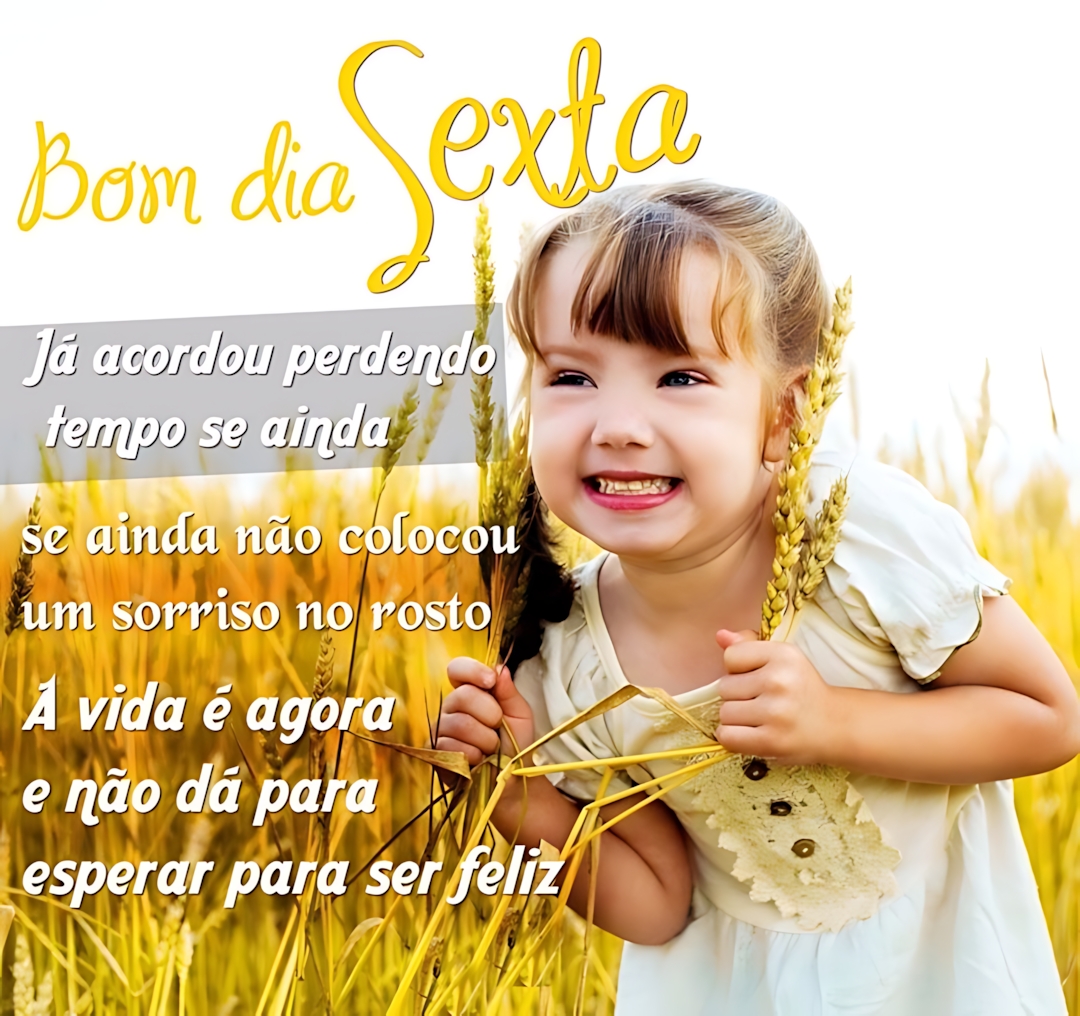 Bom dia Sexta
Já acordou perdendo
tempo se ainda
se ainda não colocou
um sorriso no rosto
A vida é agora
e não dá para
esperar para ser feliz